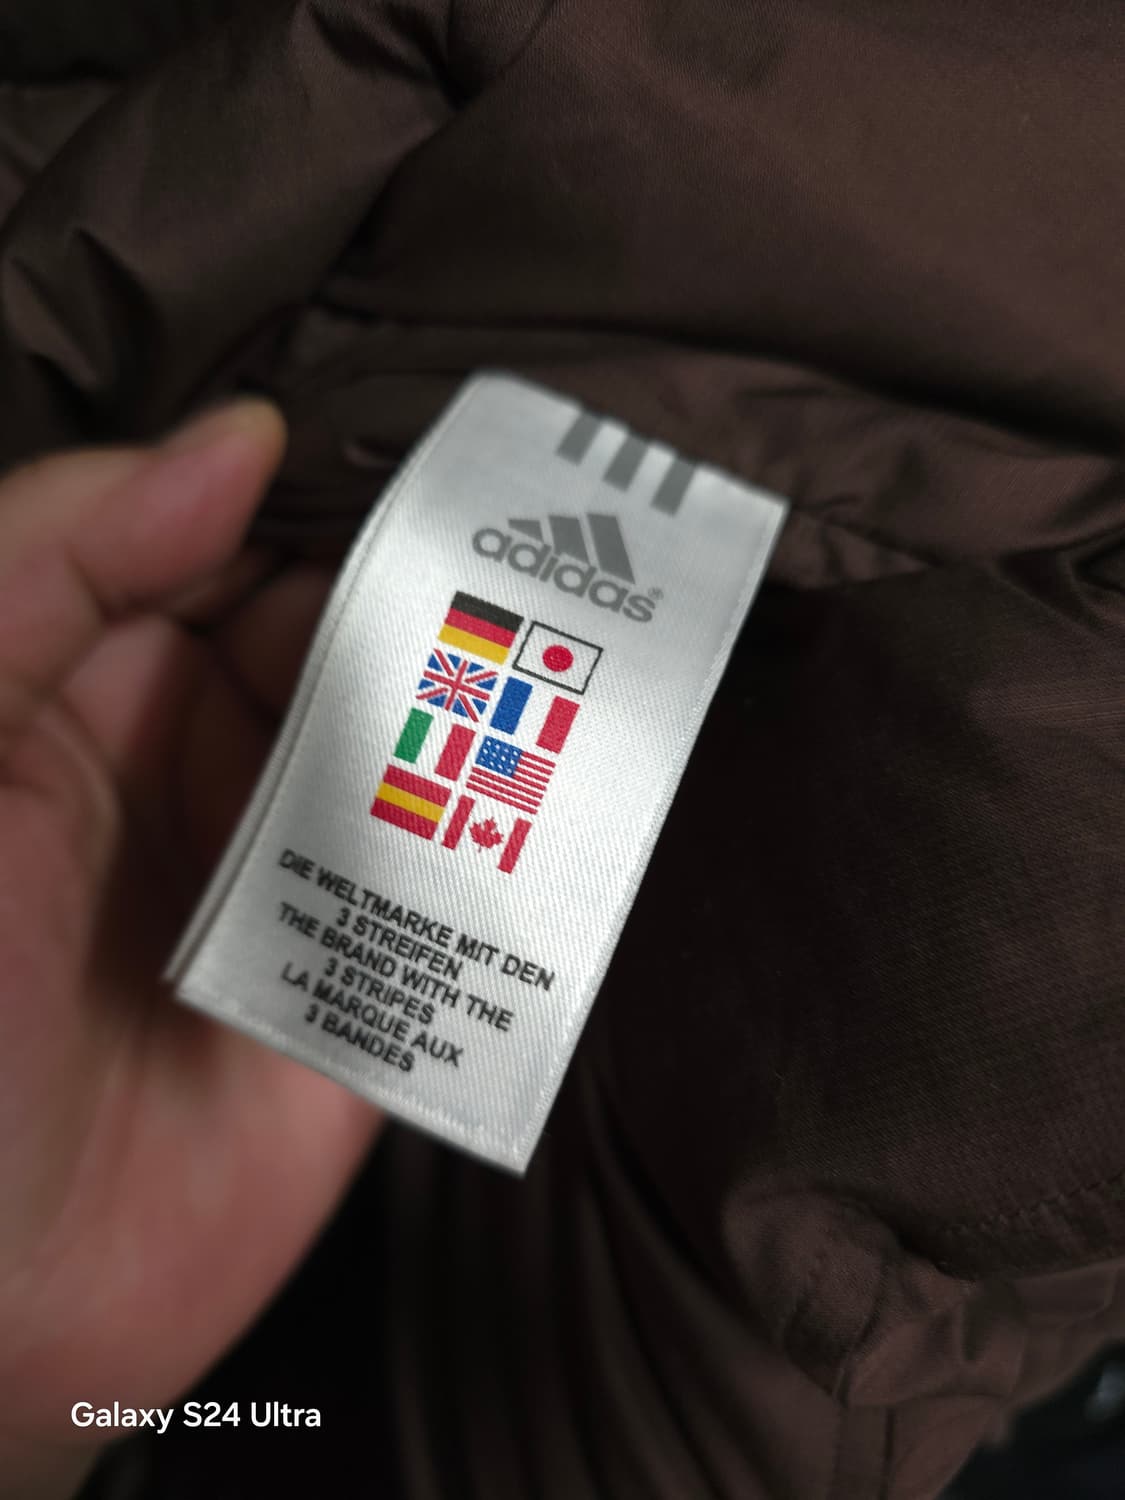 adidas®
DIE WELTMARKE MIT DEN
3 STREIFEN
THE BRAND WITH THE
3 STRIPES
LA MARQUE AUX
3 BANDES
Galaxy S24 Ultra